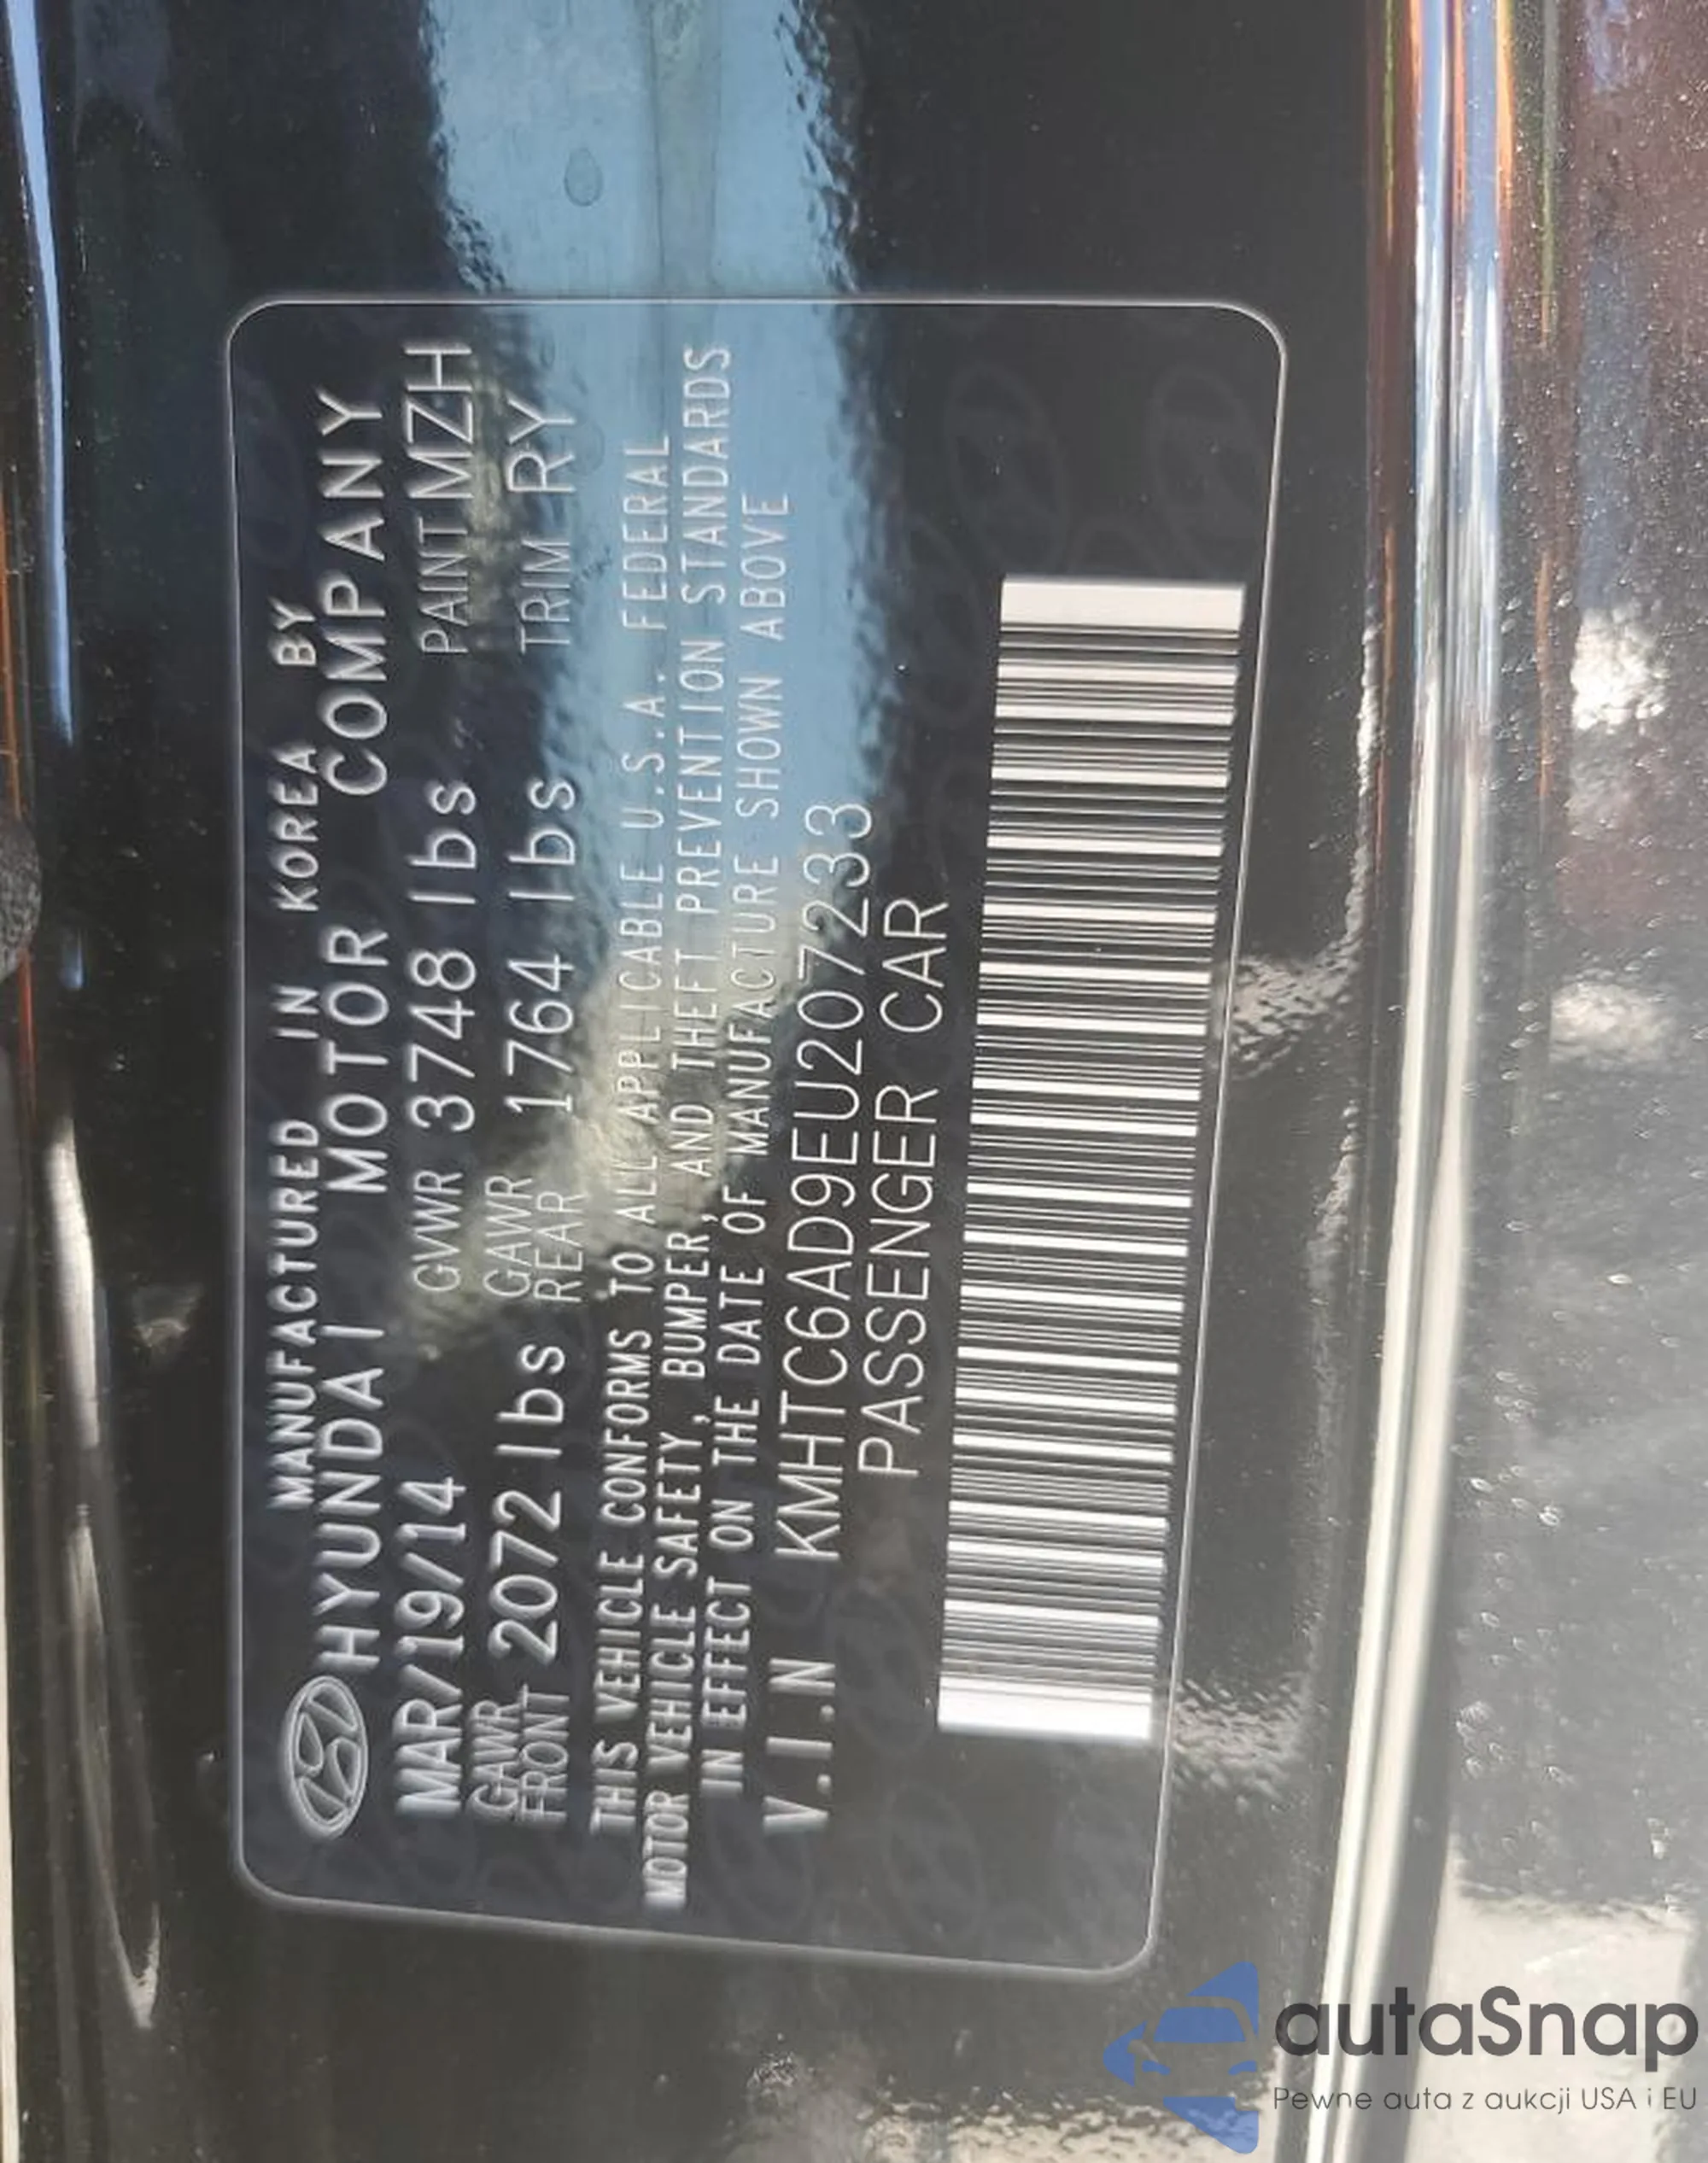 MANUFACTURED IN KOREA BY
HYUNDAI MOTOR COMPANY
MAR/19/14 GVWR 3748 lbs PAINT MZH
GAWR FRONT 2072 lbs GAWR REAR 1764 lbs TRIM RY
THIS VEHICLE CONFORMS TO ALL APPLICABLE U.S.A. FEDERAL
MOTOR VEHICLE SAFETY, BUMPER, AND THEFT PREVENTION STANDARDS
IN EFFECT ON THE DATE OF MANUFACTURE SHOWN ABOVE
V.I.N KMHTC6AD9EU207233
PASSENGER CAR
autaSnap
Pewne auta z aukcji USA i EU